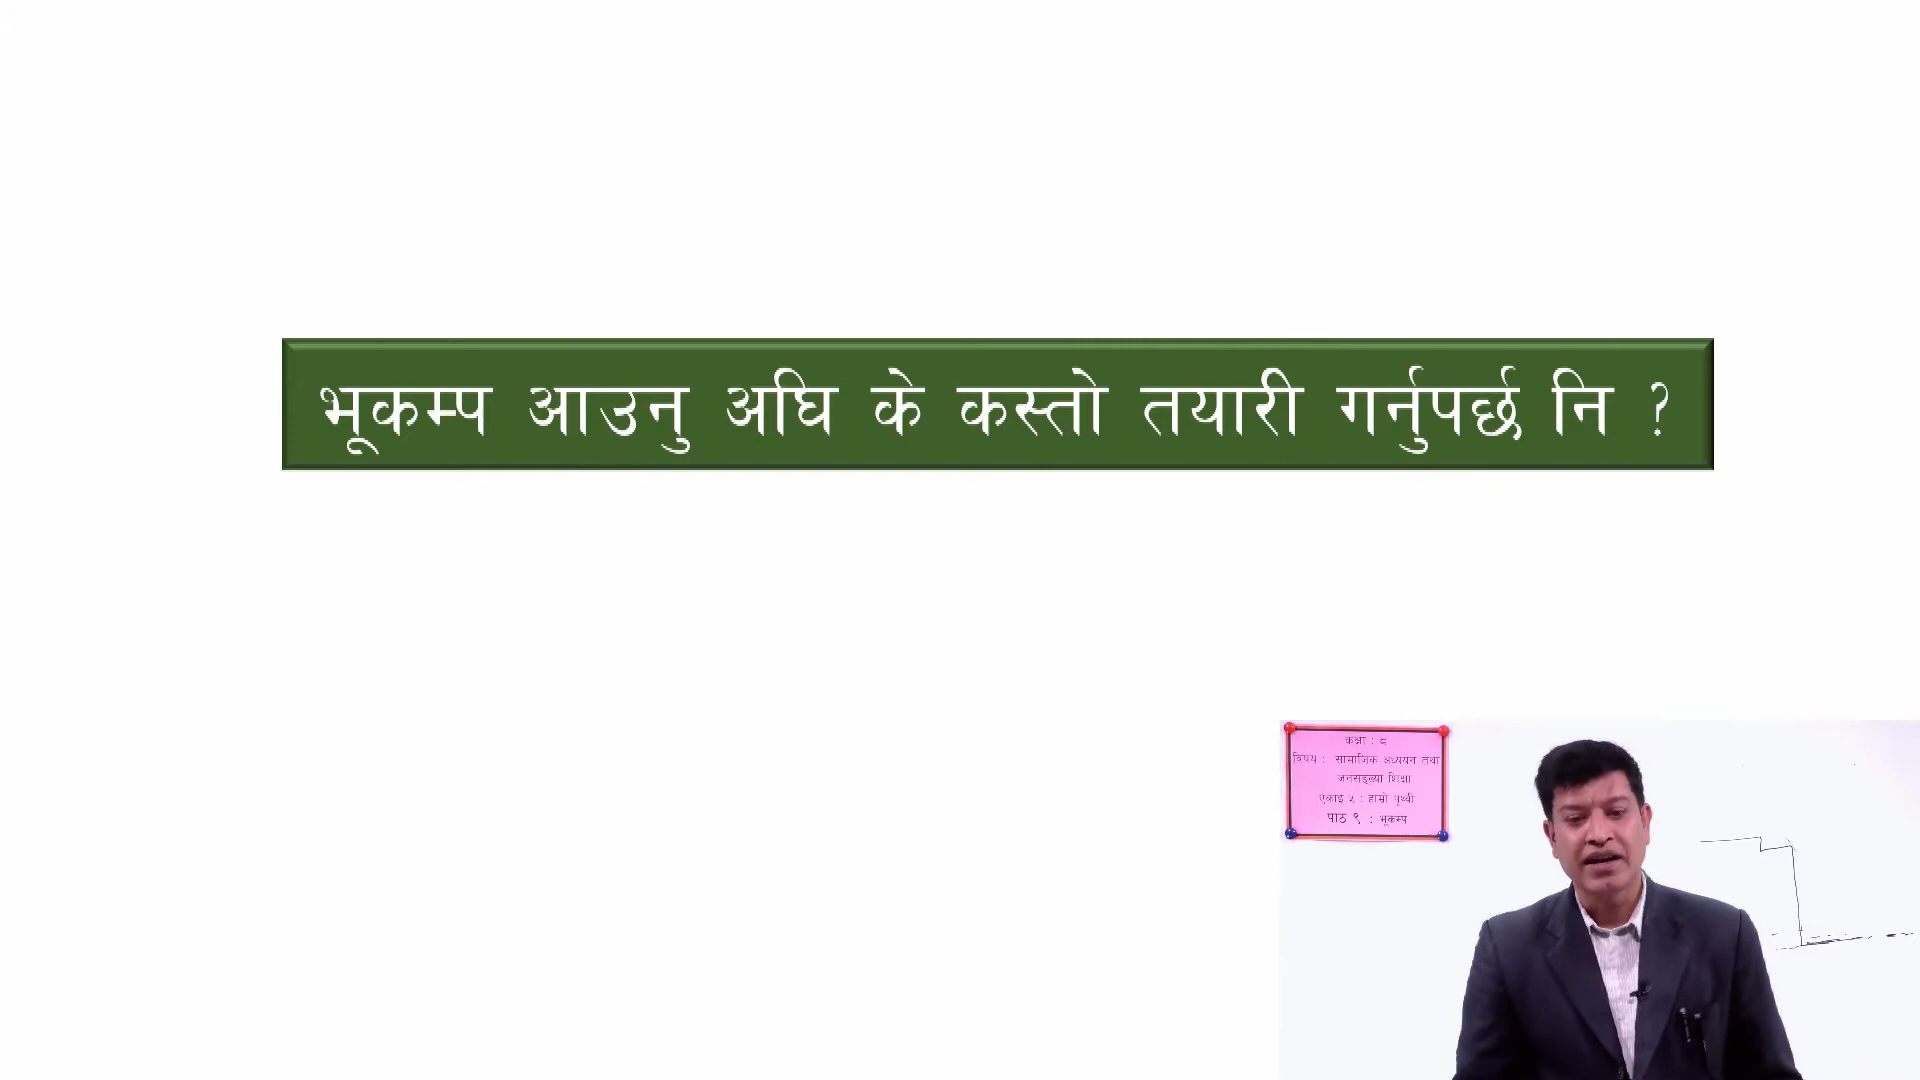 भूकम्प आउनु अघि के कस्तो तयारी गर्नुपर्छ नि ?
कक्षा : ८
विषय : सामाजिक अध्ययन तथा
जनसङ्ख्या शिक्षा
एकाइ ५ : हाम्रो पृथ्वी
पाठ ९ : भूकम्प